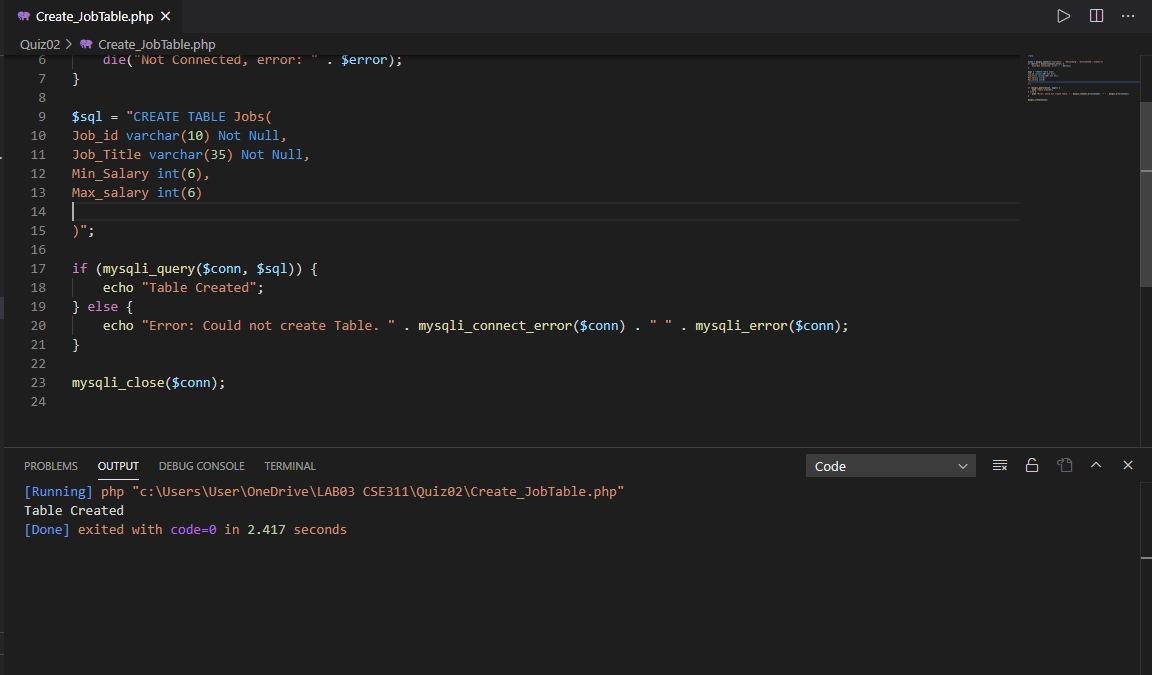 Create_JobTable.php
Quiz02 > Create_JobTable.php
6 die("Not Connected, error: " . $error);
7 }
8
9 $sql = "CREATE TABLE Jobs(
10 Job_id varchar(10) Not Null,
11 Job_Title varchar(35) Not Null,
12 Min_Salary int(6),
13 Max_salary int(6)
14
15 )";
16
17 if (mysqli_query($conn, $sql)) {
18 echo "Table Created";
19 } else {
20 echo "Error: Could not create Table. " . mysqli_connect_error($conn) . " " . mysqli_error($conn);
21 }
22
23 mysqli_close($conn);
24
PROBLEMS OUTPUT DEBUG CONSOLE TERMINAL Code
[Running] php "c:\Users\User\OneDrive\LAB03 CSE311\Quiz02\Create_JobTable.php"
Table Created
[Done] exited with code=0 in 2.417 seconds